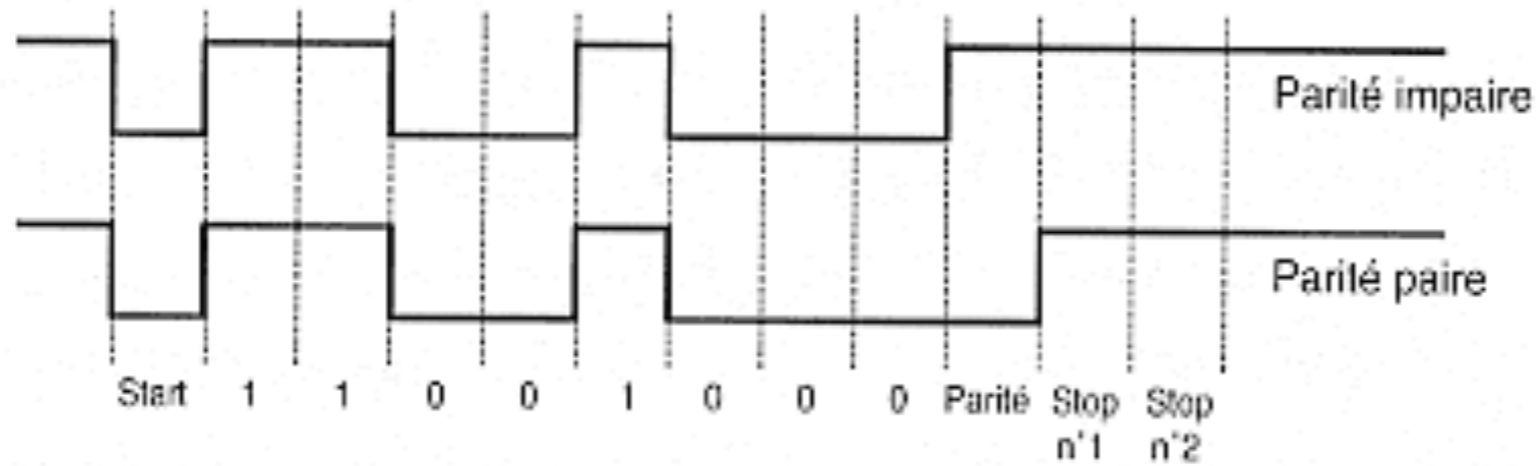 Parité impaire
Parité paire
Start 1 1 0 0 1 0 0 0 Parité Stop Stop
n°1 n°2